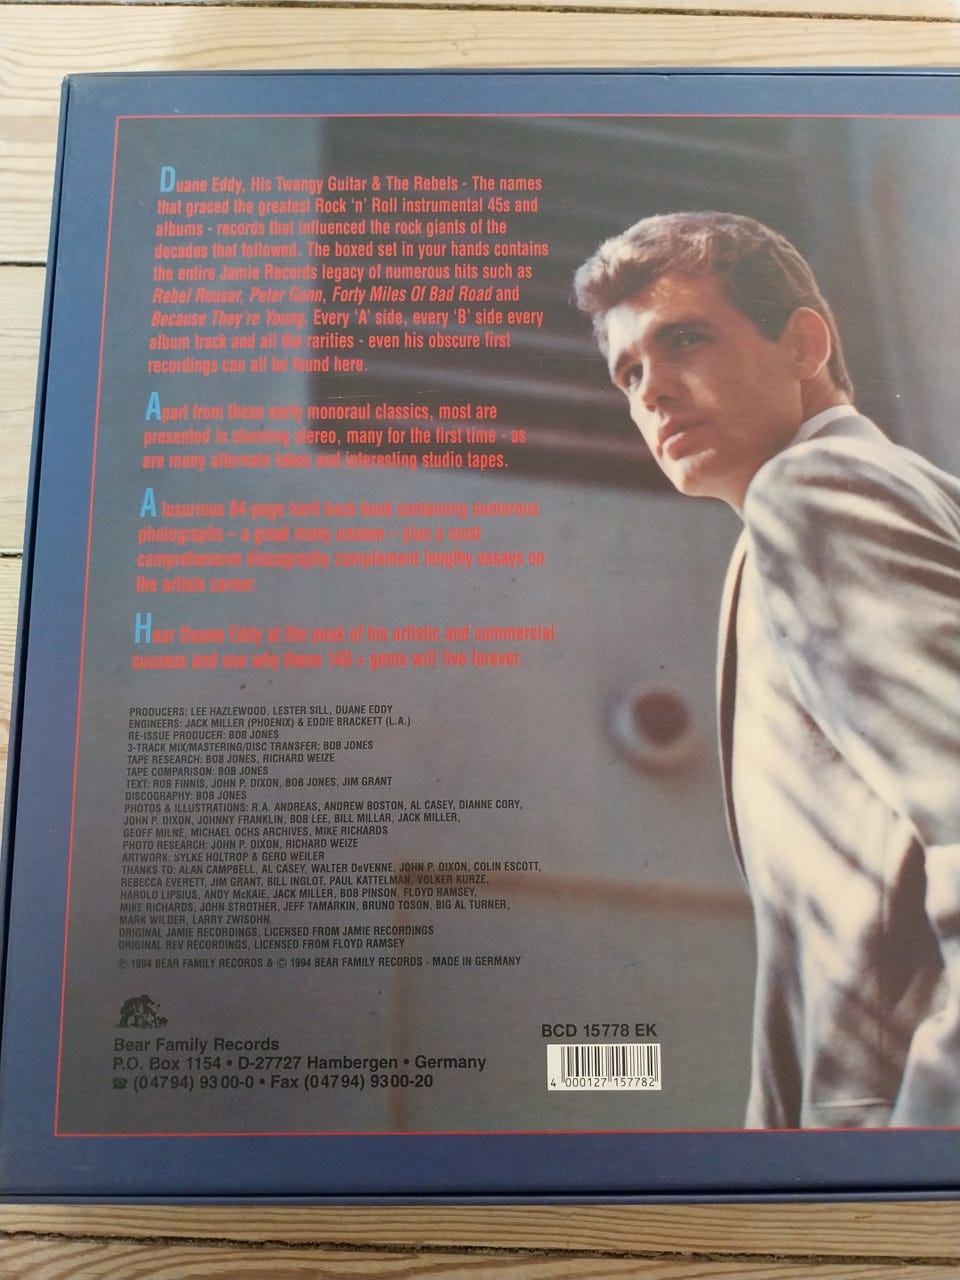 Duane Eddy, His Twangy Guitar & The Rebels - The names
that graced the greatest Rock 'n' Roll instrumental 45s and
albums - records that influenced the rock giants of the
decades that followed. The boxed set in your hands contains
the entire Jamie Records legacy of numerous hits such as
Rebel Rouser, Peter Gunn, Forty Miles Of Bad Road and
Because They're Young. Every 'A' side, every 'B' side every
album track and all the rarities - even his obscure first
recordings can all be found here.
Apart from these early monoraul classics, most are
presented in stunning stereo, many for the first time - as
are many alternate takes and interesting studio tapes.
A luxurious 84-page hard back book containing numerous
photographs – a great many unseen – plus a most
comprehensive discography complement lengthy essays on
the artists career.
Hear Duane Eddy at the peak of his artistic and commercial
success and see why these 148 + gems will live forever.
PRODUCERS: LEE HAZLEWOOD, LESTER SILL, DUANE EDDY
ENGINEERS: JACK MILLER (PHOENIX) & EDDIE BRACKETT (L.A.)
RE-ISSUE PRODUCER: BOB JONES
3-TRACK MIX/MASTERING/DISC TRANSFER: BOB JONES
TAPE RESEARCH: BOB JONES, RICHARD WEIZE
TAPE COMPARISON: BOB JONES
TEXT: ROB FINNIS, JOHN P. DIXON, BOB JONES, JIM GRANT
DISCOGRAPHY: BOB JONES
PHOTOS & ILLUSTRATIONS: R.A. ANDREAS, ANDREW BOSTON, AL CASEY, DIANNE CORY,
JOHN P. DIXON, JOHNNY FRANKLIN, BOB LEE, BILL MILLAR, JACK MILLER,
GEOFF MILNE, MICHAEL OCHS ARCHIVES, MIKE RICHARDS
PHOTO RESEARCH: JOHN P. DIXON, RICHARD WEIZE
ARTWORK: SYLKE HOLTROP & GERD WEILER
THANKS TO: ALAN CAMPBELL, AL CASEY, WALTER DeVENNE, JOHN P. DIXON, COLIN ESCOTT,
REBECCA EVERETT, JIM GRANT, BILL INGLOT, PAUL KATTELMAN, VOLKER KURZE,
HAROLD LIPSIUS, ANDY McKAIE, JACK MILLER, BOB PINSON, FLOYD RAMSEY,
MIKE RICHARDS, JOHN STROTHER, JEFF TAMARKIN, BRUNO TOSON, BIG AL TURNER,
MARK WILDER, LARRY ZWISOHN.
ORIGINAL JAMIE RECORDINGS, LICENSED FROM JAMIE RECORDINGS
ORIGINAL REV RECORDINGS, LICENSED FROM FLOYD RAMSEY
℗ 1994 BEAR FAMILY RECORDS & © 1994 BEAR FAMILY RECORDS - MADE IN GERMANY
Bear Family Records
P.O. Box 1154 • D-27727 Hambergen • Germany
☎ (04794) 9300-0 • Fax (04794) 9300-20
BCD 15778 EK
4 000127 157782